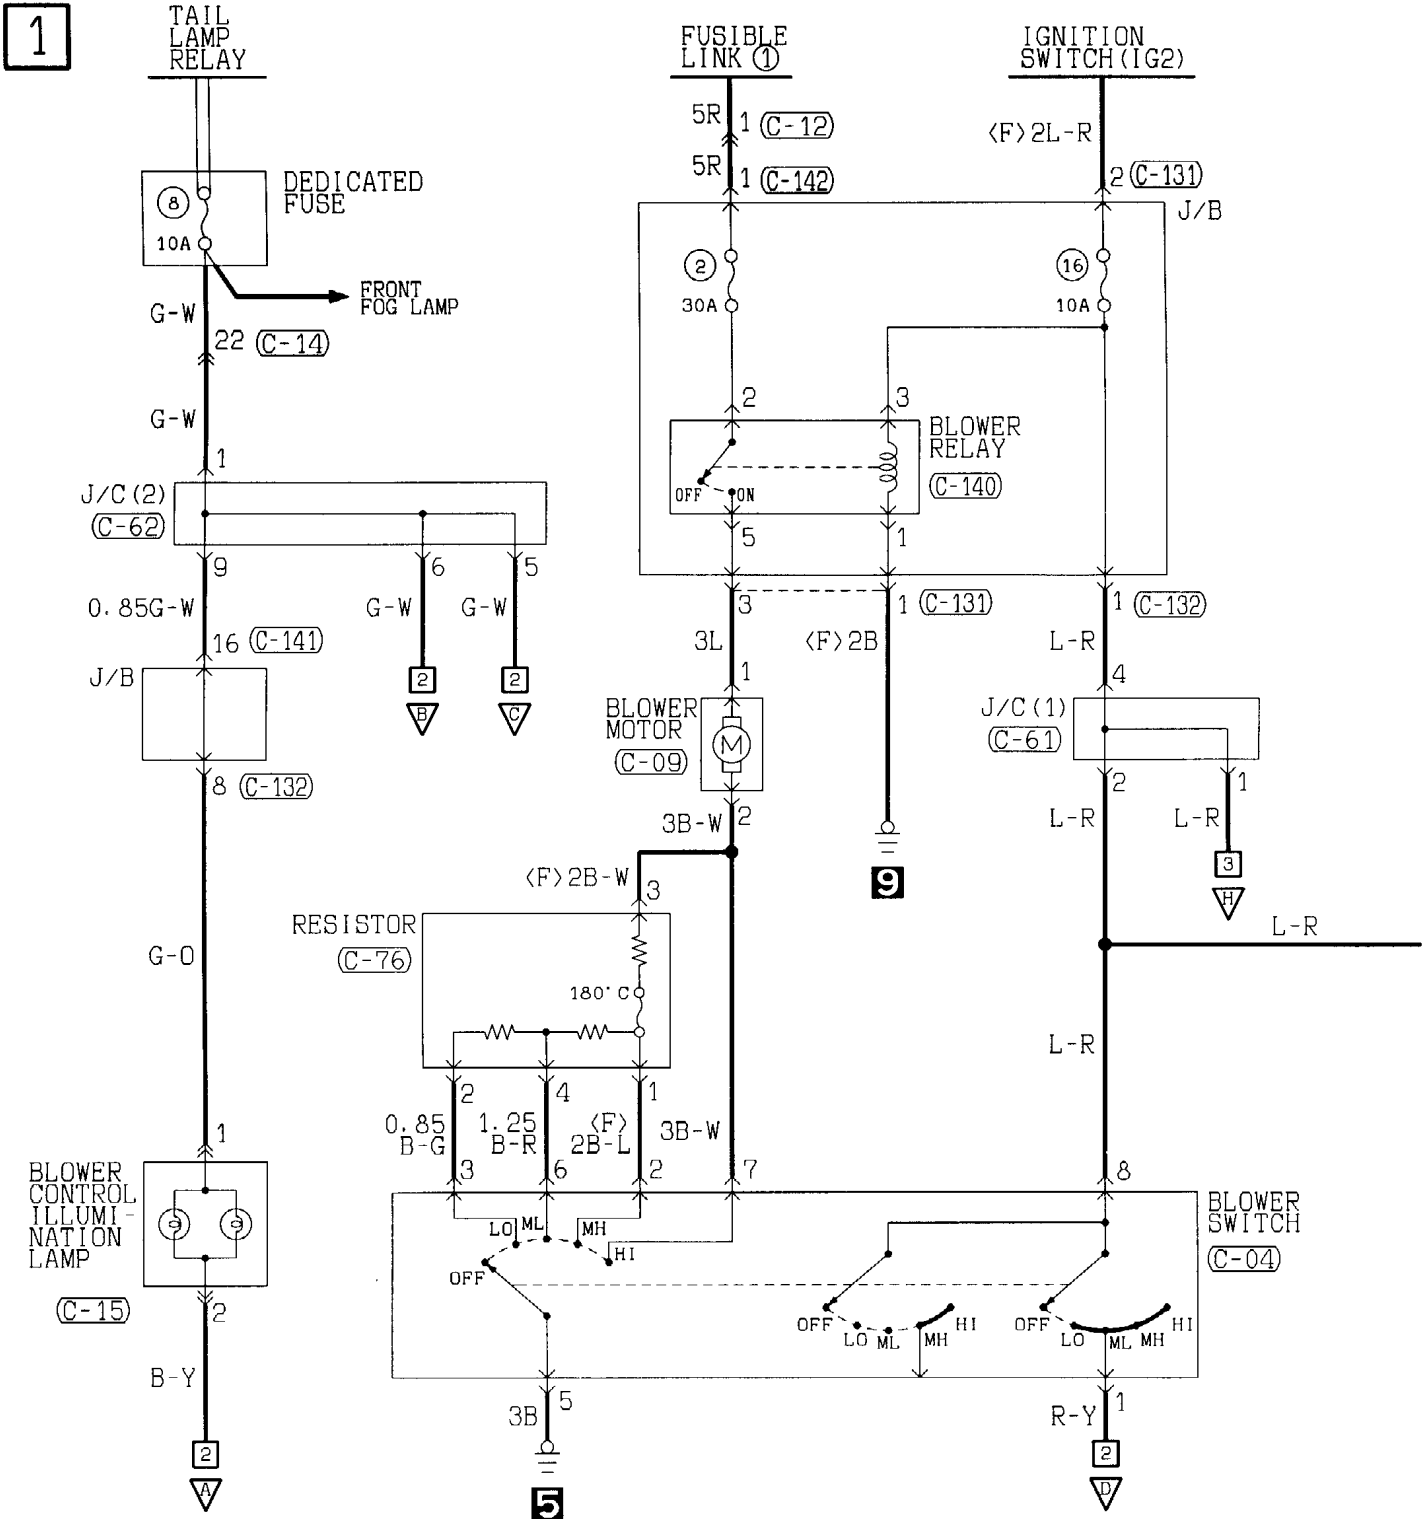 1
TAIL
LAMP
RELAY
FUSIBLE
LINK ①
IGNITION
SWITCH(IG2)
5R
1 (C-12)
<F>2L-R
5R
1 (C-142)
2 (C-131)
DEDICATED
FUSE
8
10A
J/B
FRONT
FOG LAMP
2
30A
16
10A
G-W
22 (C-14)
G-W
1
2
3
BLOWER
RELAY
(C-140)
OFF
ON
J/C(2)
(C-62)
5
1
9
6
5
0.85G-W
G-W
G-W
3
1 (C-131)
1 (C-132)
16 (C-141)
3L
<F>2B
L-R
J/B
2
B
2
C
1
4
BLOWER
MOTOR
(C-09)
M
J/C(1)
(C-61)
8 (C-132)
2
1
3B-W
2
L-R
L-R
<F>2B-W
3
9
3
H
RESISTOR
(C-76)
L-R
G-O
180°C
L-R
2
4
1
0.85
B-G
1.25
B-R
<F>
2B-L
3B-W
1
3
6
2
7
8
BLOWER
CONTROL
ILLUMI-
NATION
LAMP
BLOWER
SWITCH
(C-04)
OFF
LO
ML
MH
HI
OFF
LO
ML
MH
HI
OFF
LO
ML
MH
HI
(C-15)
2
B-Y
5
3B
1
R-Y
2
A
5
2
D